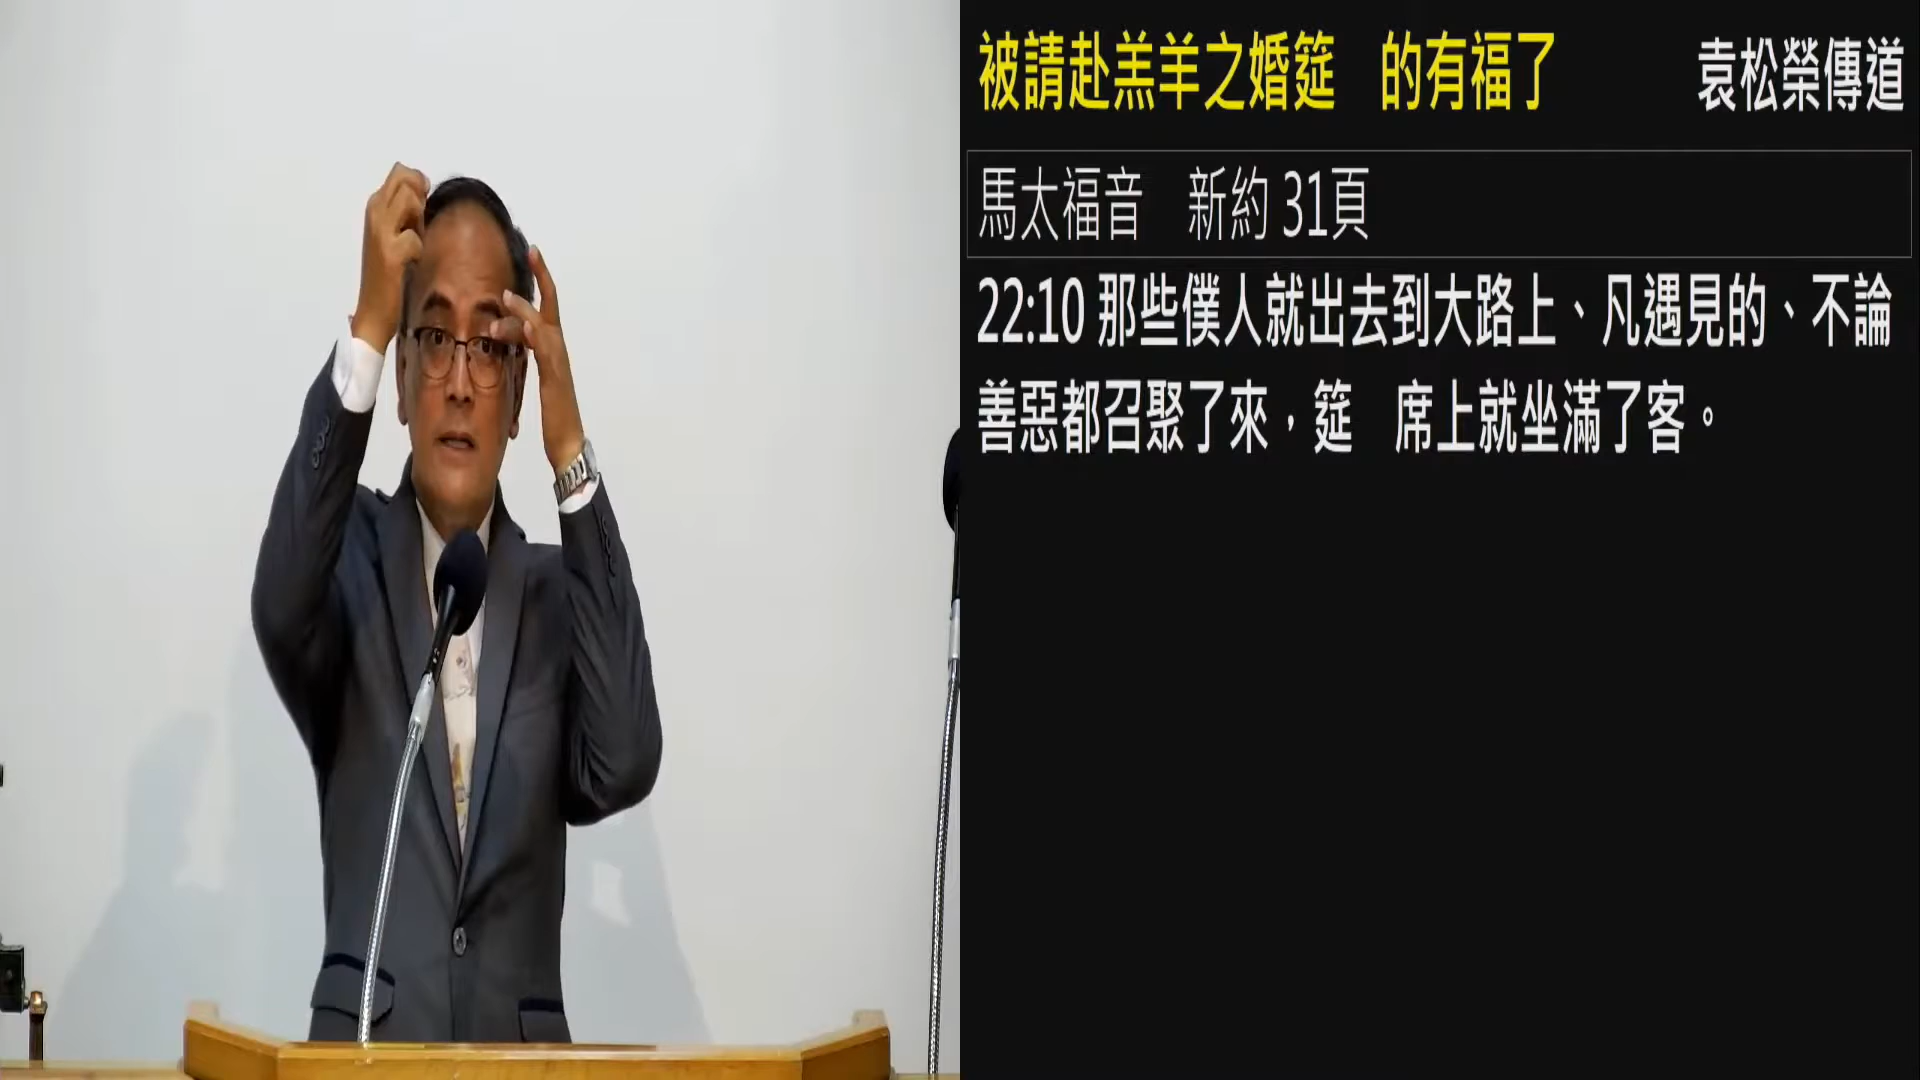 被請赴羔羊之婚筵　的有福了　袁松榮傳道
馬太福音　新約 31頁
22:10 那些僕人就出去到大路上、凡遇見的、不論
善惡都召聚了來，筵　席上就坐滿了客。